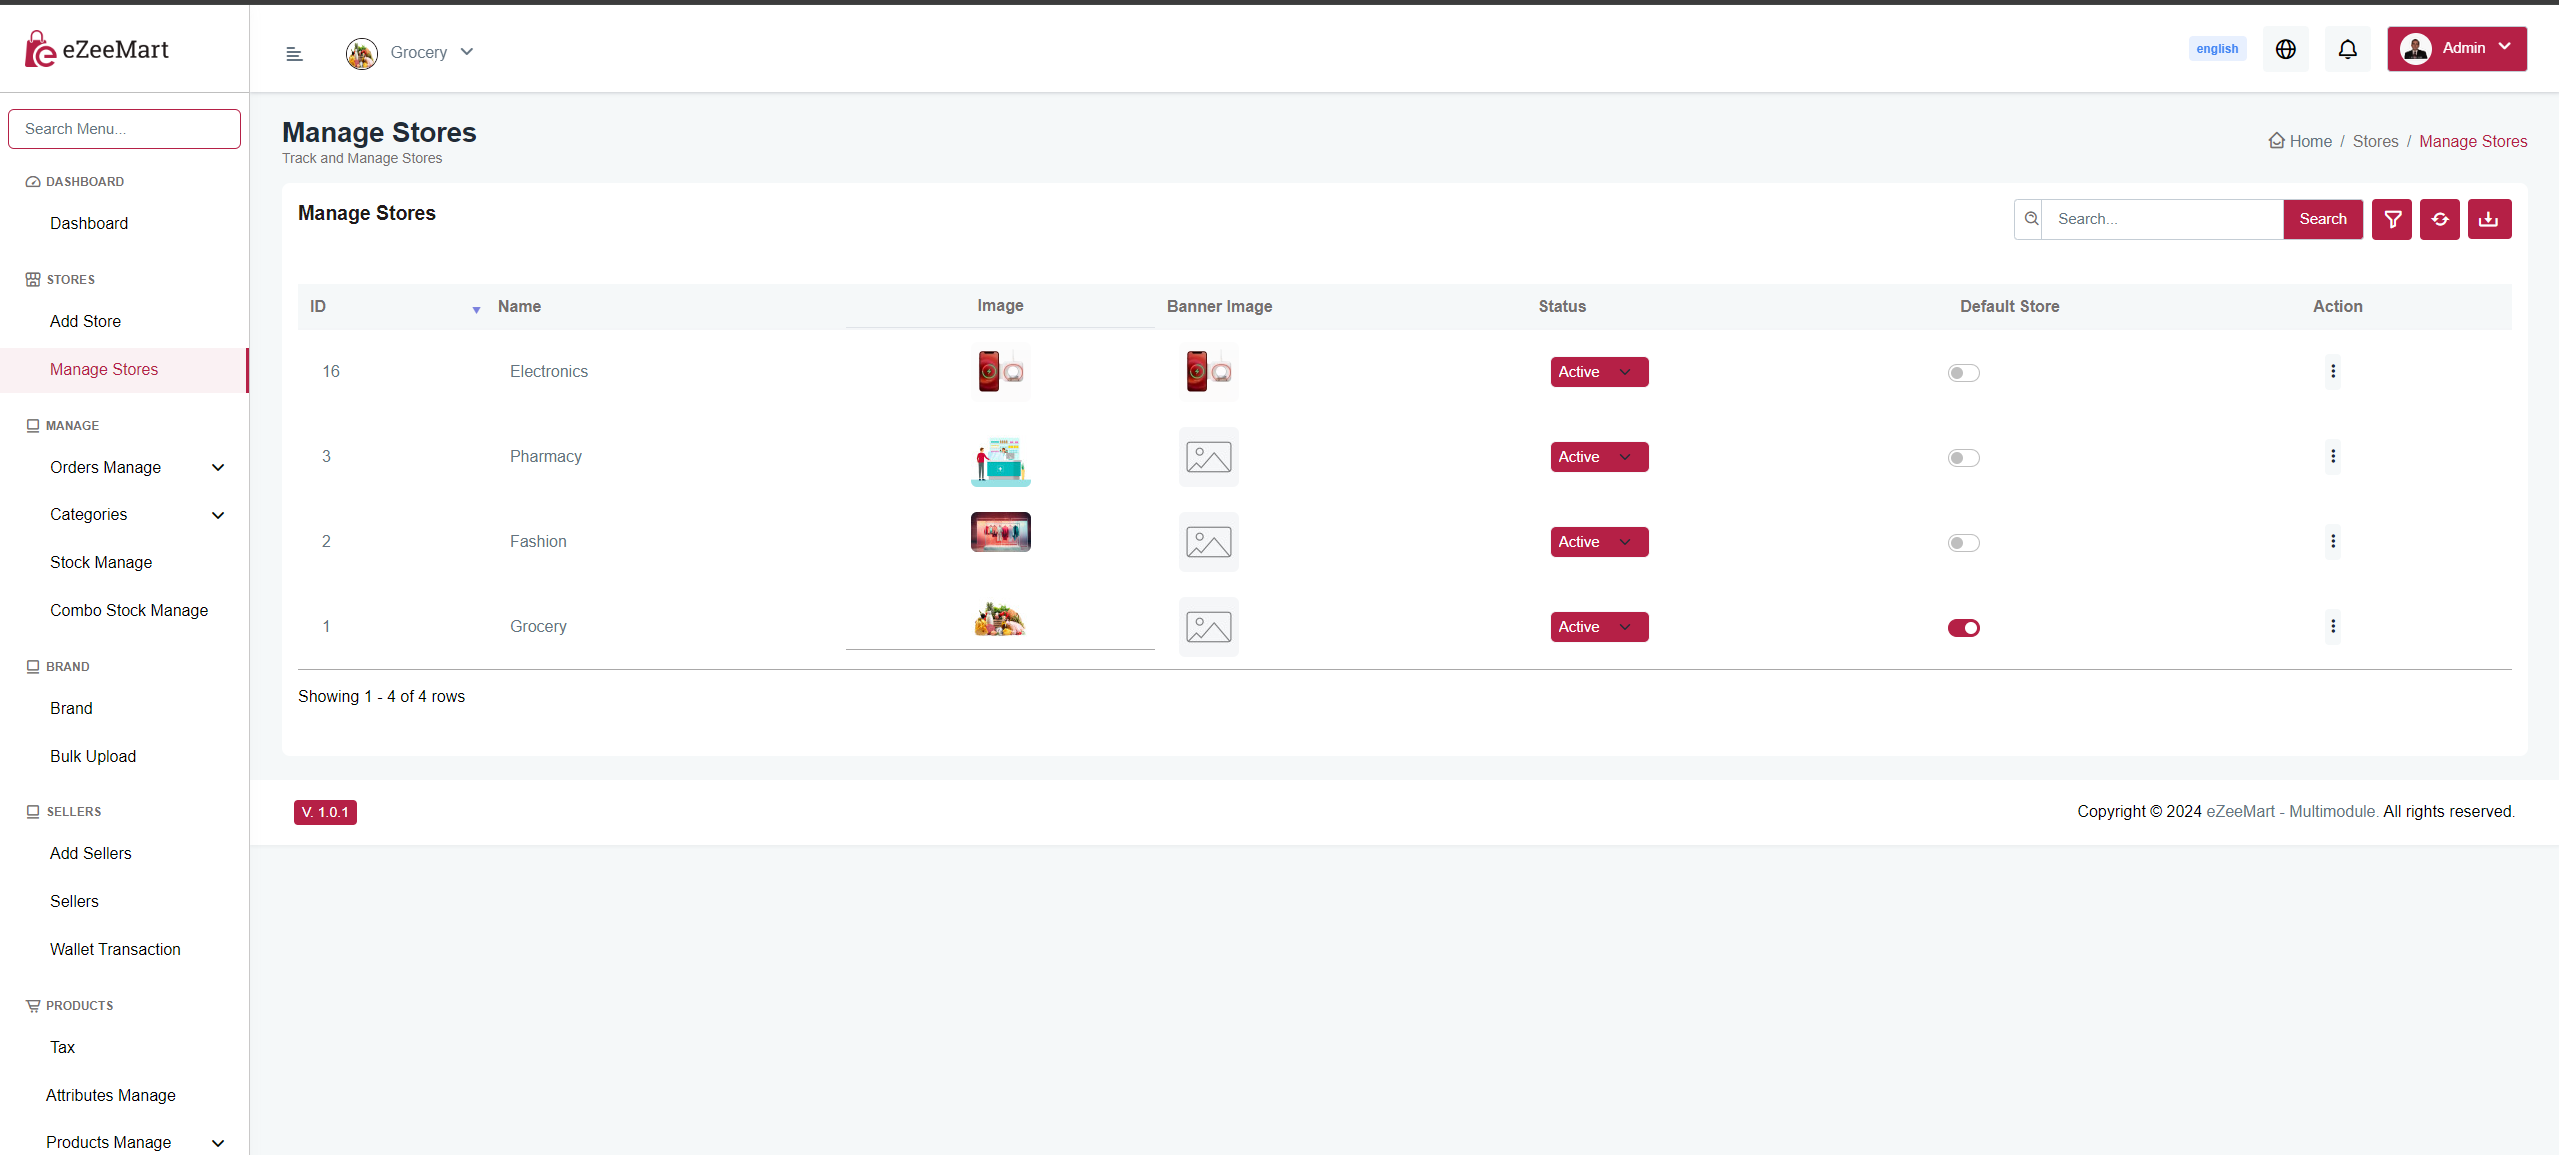 eZeeMart
Grocery
english
Admin
Search Menu...
DASHBOARD
Dashboard
STORES
Add Store
Manage Stores
MANAGE
Orders Manage
Categories
Stock Manage
Combo Stock Manage
BRAND
Brand
Bulk Upload
SELLERS
Add Sellers
Sellers
Wallet Transaction
PRODUCTS
Tax
Attributes Manage
Products Manage
Manage Stores
Track and Manage Stores
Home / Stores / Manage Stores
Manage Stores
Search... Search
ID Name Image Banner Image Status Default Store Action
16 Electronics Active
3 Pharmacy Active
2 Fashion Active
1 Grocery Active
Showing 1 - 4 of 4 rows
V. 1.0.1
Copyright © 2024 eZeeMart - Multimodule. All rights reserved.